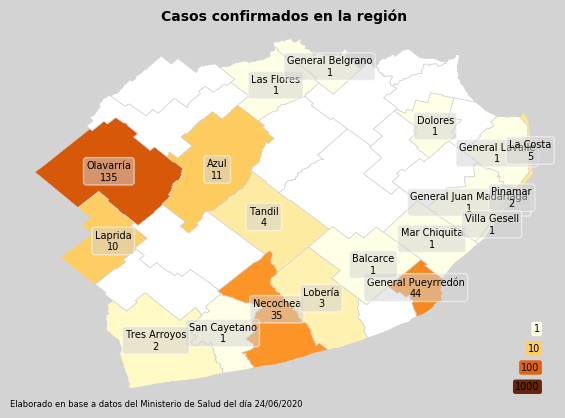 Casos confirmados en la región
General Belgrano
1
Las Flores
1
Dolores
1
General Lavalle
1
La Costa
5
Olavarría
135
Azul
11
General Juan Madariaga
1
Pinamar
2
Tandil
4
Villa Gesell
1
Laprida
10
Mar Chiquita
1
Balcarce
1
General Pueyrredón
44
Lobería
3
Necochea
35
San Cayetano
1
Tres Arroyos
2
1
10
100
1000
Elaborado en base a datos del Ministerio de Salud del día 24/06/2020